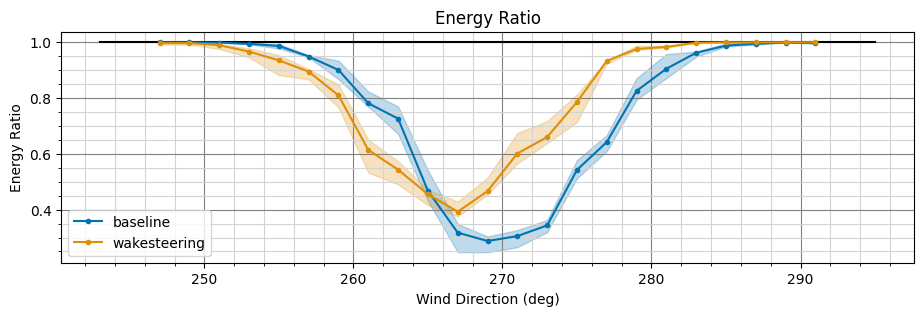 Energy Ratio
1.0
0.8
0.6
0.4
Energy Ratio
baseline
wakesteering
250
260
270
280
290
Wind Direction (deg)